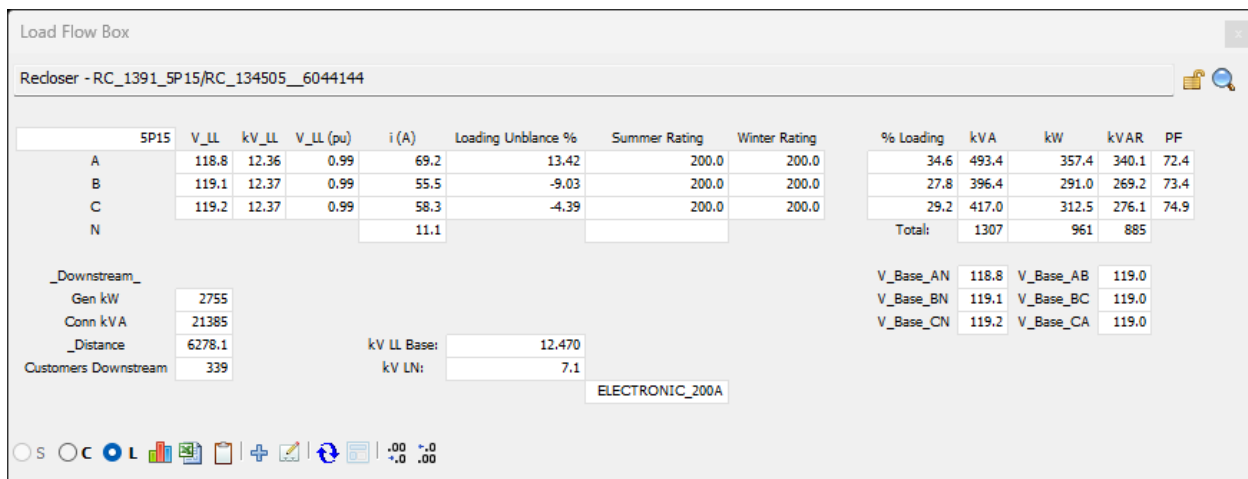 Load Flow Box
x
Recloser - RC_1391_5P15/RC_134505__6044144
5P15 V_LL kV_LL V_LL (pu) i (A) Loading Unblance % Summer Rating Winter Rating % Loading kVA kW kVAR PF
A 118.8 12.36 0.99 69.2 13.42 200.0 200.0 34.6 493.4 357.4 340.1 72.4
B 119.1 12.37 0.99 55.5 -9.03 200.0 200.0 27.8 396.4 291.0 269.2 73.4
C 119.2 12.37 0.99 58.3 -4.39 200.0 200.0 29.2 417.0 312.5 276.1 74.9
N 11.1 Total: 1307 961 885
_Downstream_ V_Base_AN 118.8 V_Base_AB 119.0
Gen kW 2755 V_Base_BN 119.1 V_Base_BC 119.0
Conn kVA 21385 V_Base_CN 119.2 V_Base_CA 119.0
_Distance 6278.1 kV LL Base: 12.470
Customers Downstream 339 kV LN: 7.1
ELECTRONIC_200A
S C L .00 .0 .0 .00